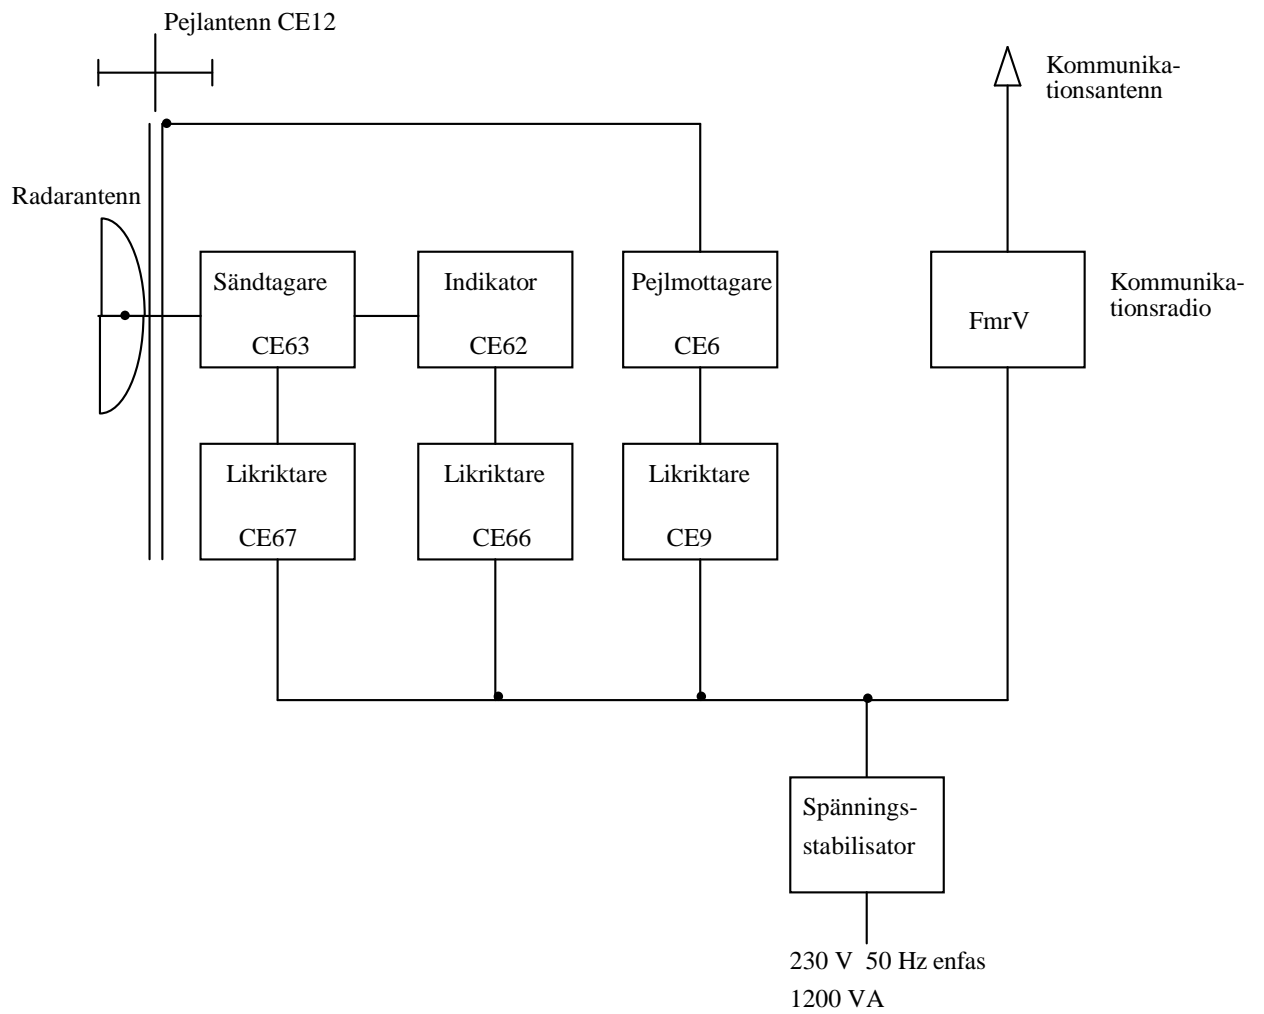 Pejlantenn CE12
Kommunika-
tionsantenn
Radarantenn
Sändtagare
CE63
Indikator
CE62
Pejlmottagare
CE6
FmrV
Kommunika-
tionsradio
Likriktare
CE67
Likriktare
CE66
Likriktare
CE9
Spännings-
stabilisator
230 V 50 Hz enfas
1200 VA